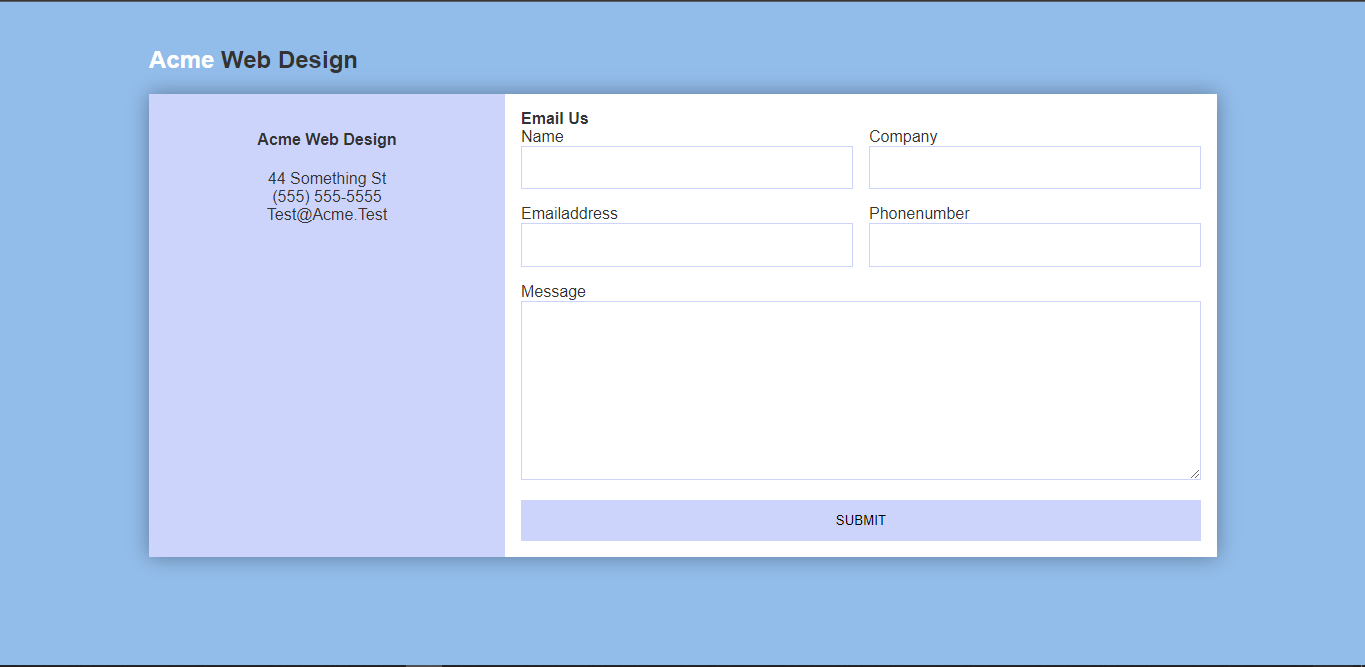 Acme Web Design
Acme Web Design
44 Something St
(555) 555-5555
Test@Acme.Test
Email Us
Name
Company
Emailaddress
Phonenumber
Message
SUBMIT